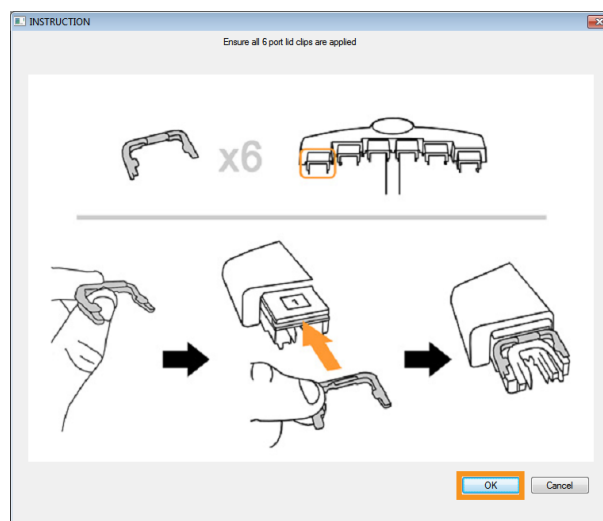 INSTRUCTION
Ensure all 6 port lid clips are applied
x6
1
OK
Cancel